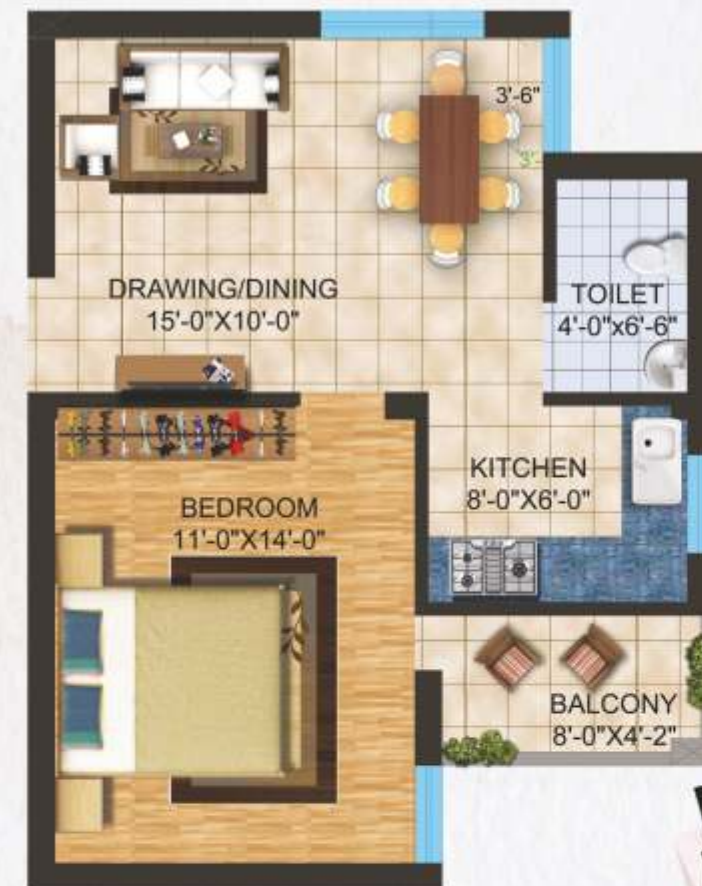 3'-6"
3'-
DRAWING/DINING
15'-0"X10'-0"
TOILET
4'-0"x6'-6"
KITCHEN
8'-0"X6'-0"
BEDROOM
11'-0"X14'-0"
BALCONY
8'-0"X4'-2"